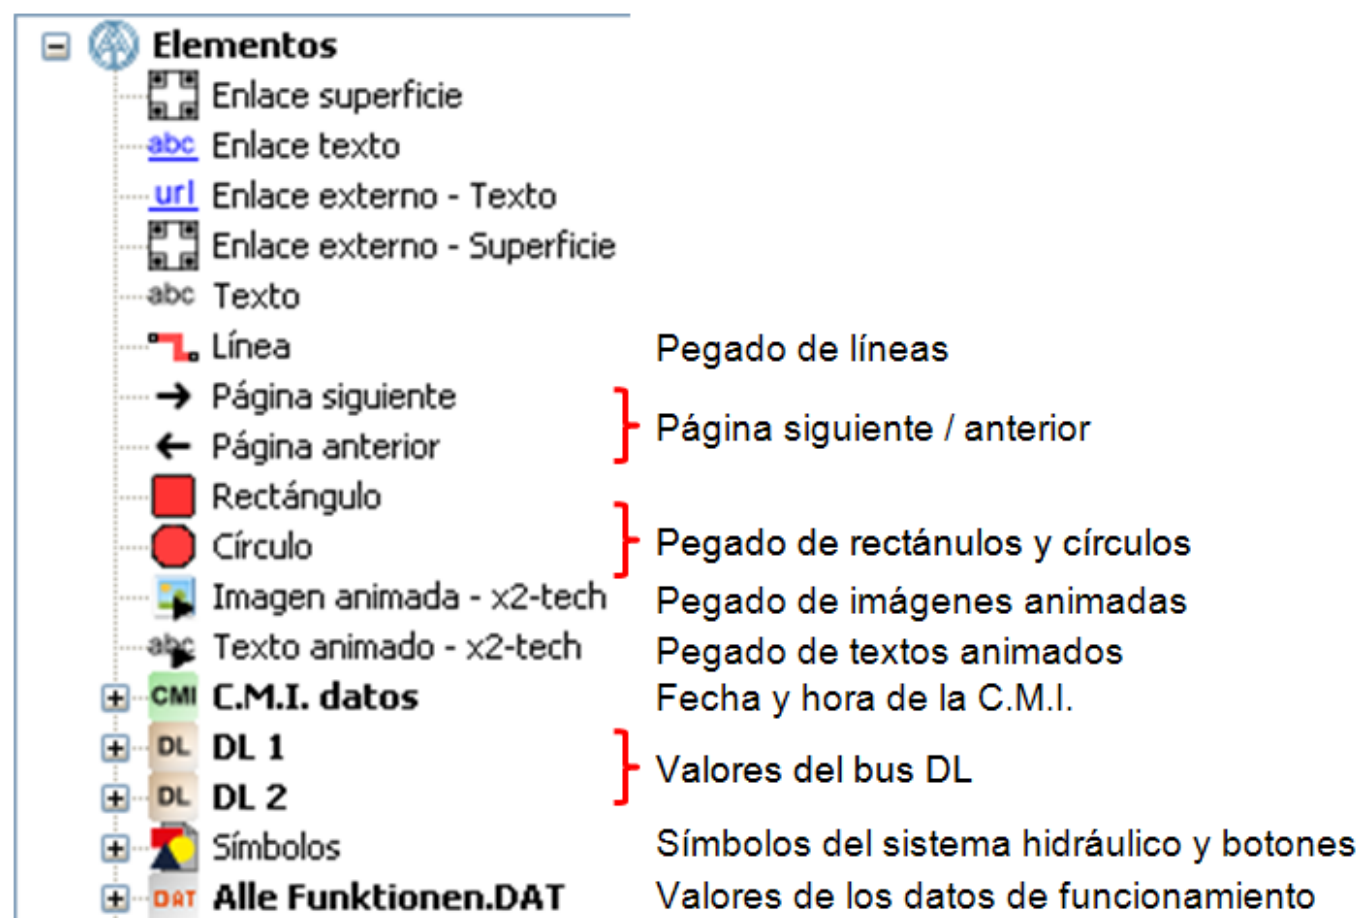 Elementos
Enlace superficie
abc Enlace texto
url Enlace externo - Texto
Enlace externo - Superficie
abc Texto
Línea Pegado de líneas
Página siguiente
Página siguiente / anterior
Página anterior
Rectángulo
Círculo Pegado de rectánulos y círculos
Imagen animada - x2-tech Pegado de imágenes animadas
abc Texto animado - x2-tech Pegado de textos animados
CMI C.M.I. datos Fecha y hora de la C.M.I.
DL DL 1
Valores del bus DL
DL DL 2
Símbolos Símbolos del sistema hidráulico y botones
DAT Alle Funktionen.DAT Valores de los datos de funcionamiento